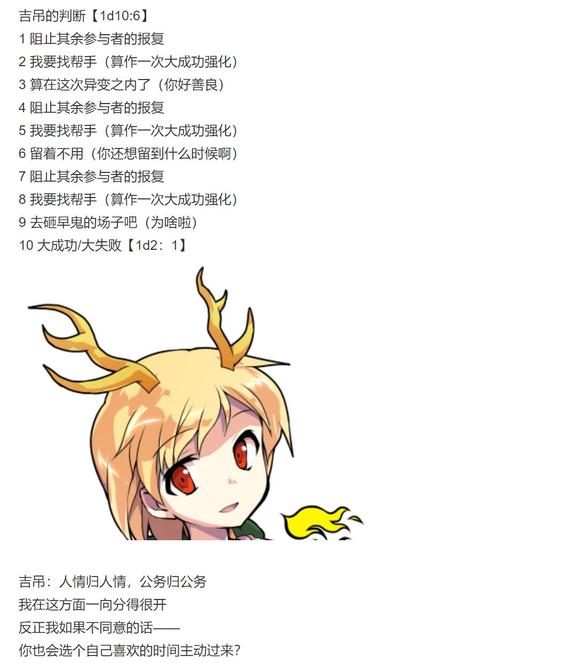 吉吊的判断【1d10:6】
1 阻止其余参与者的报复
2 我要找帮手（算作一次大成功强化）
3 算在这次异变之内了（你好善良）
4 阻止其余参与者的报复
5 我要找帮手（算作一次大成功强化）
6 留着不用（你还想留到什么时候啊）
7 阻止其余参与者的报复
8 我要找帮手（算作一次大成功强化）
9 去砸早鬼的场子吧（为啥啦）
10 大成功/大失败【1d2：1】
吉吊：人情归人情，公务归公务
我在这方面一向分得很开
反正我如果不同意的话——
你也会选个自己喜欢的时间主动过来？